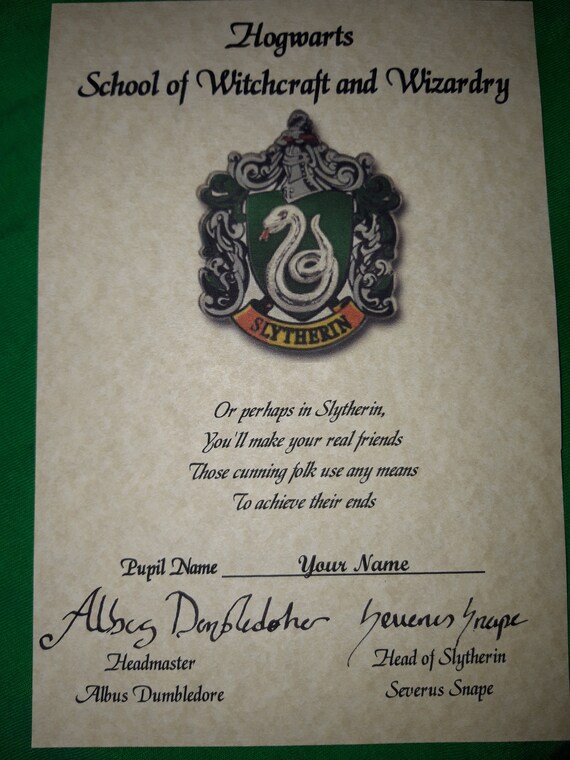 Hogwarts
School of Witchcraft and Wizardry
SLYTHERIN
Or perhaps in Slytherin,
You'll make your real friends
Those cunning folk use any means
To achieve their ends
Pupil Name Your Name
Albus Dumbledore Severus Snape
Headmaster Head of Slytherin
Albus Dumbledore Severus Snape